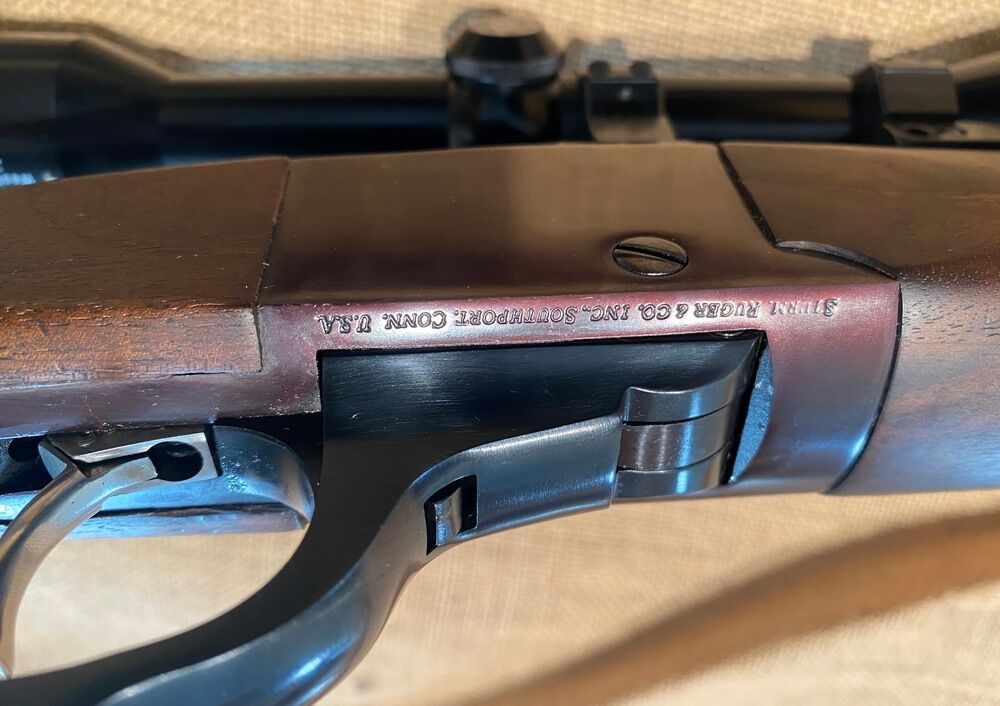 STURM RUGER & CO. INC., SOUTHPORT. CONN. U.S.A.